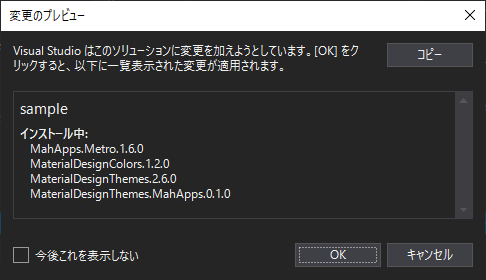 変更のプレビュー
Visual Studio はこのソリューションに変更を加えようとしています。[OK] をク
リックすると、以下に一覧表示された変更が適用されます。
コピー
sample
インストール中:
MahApps.Metro.1.6.0
MaterialDesignColors.1.2.0
MaterialDesignThemes.2.6.0
MaterialDesignThemes.MahApps.0.1.0
今後これを表示しない
OK
キャンセル